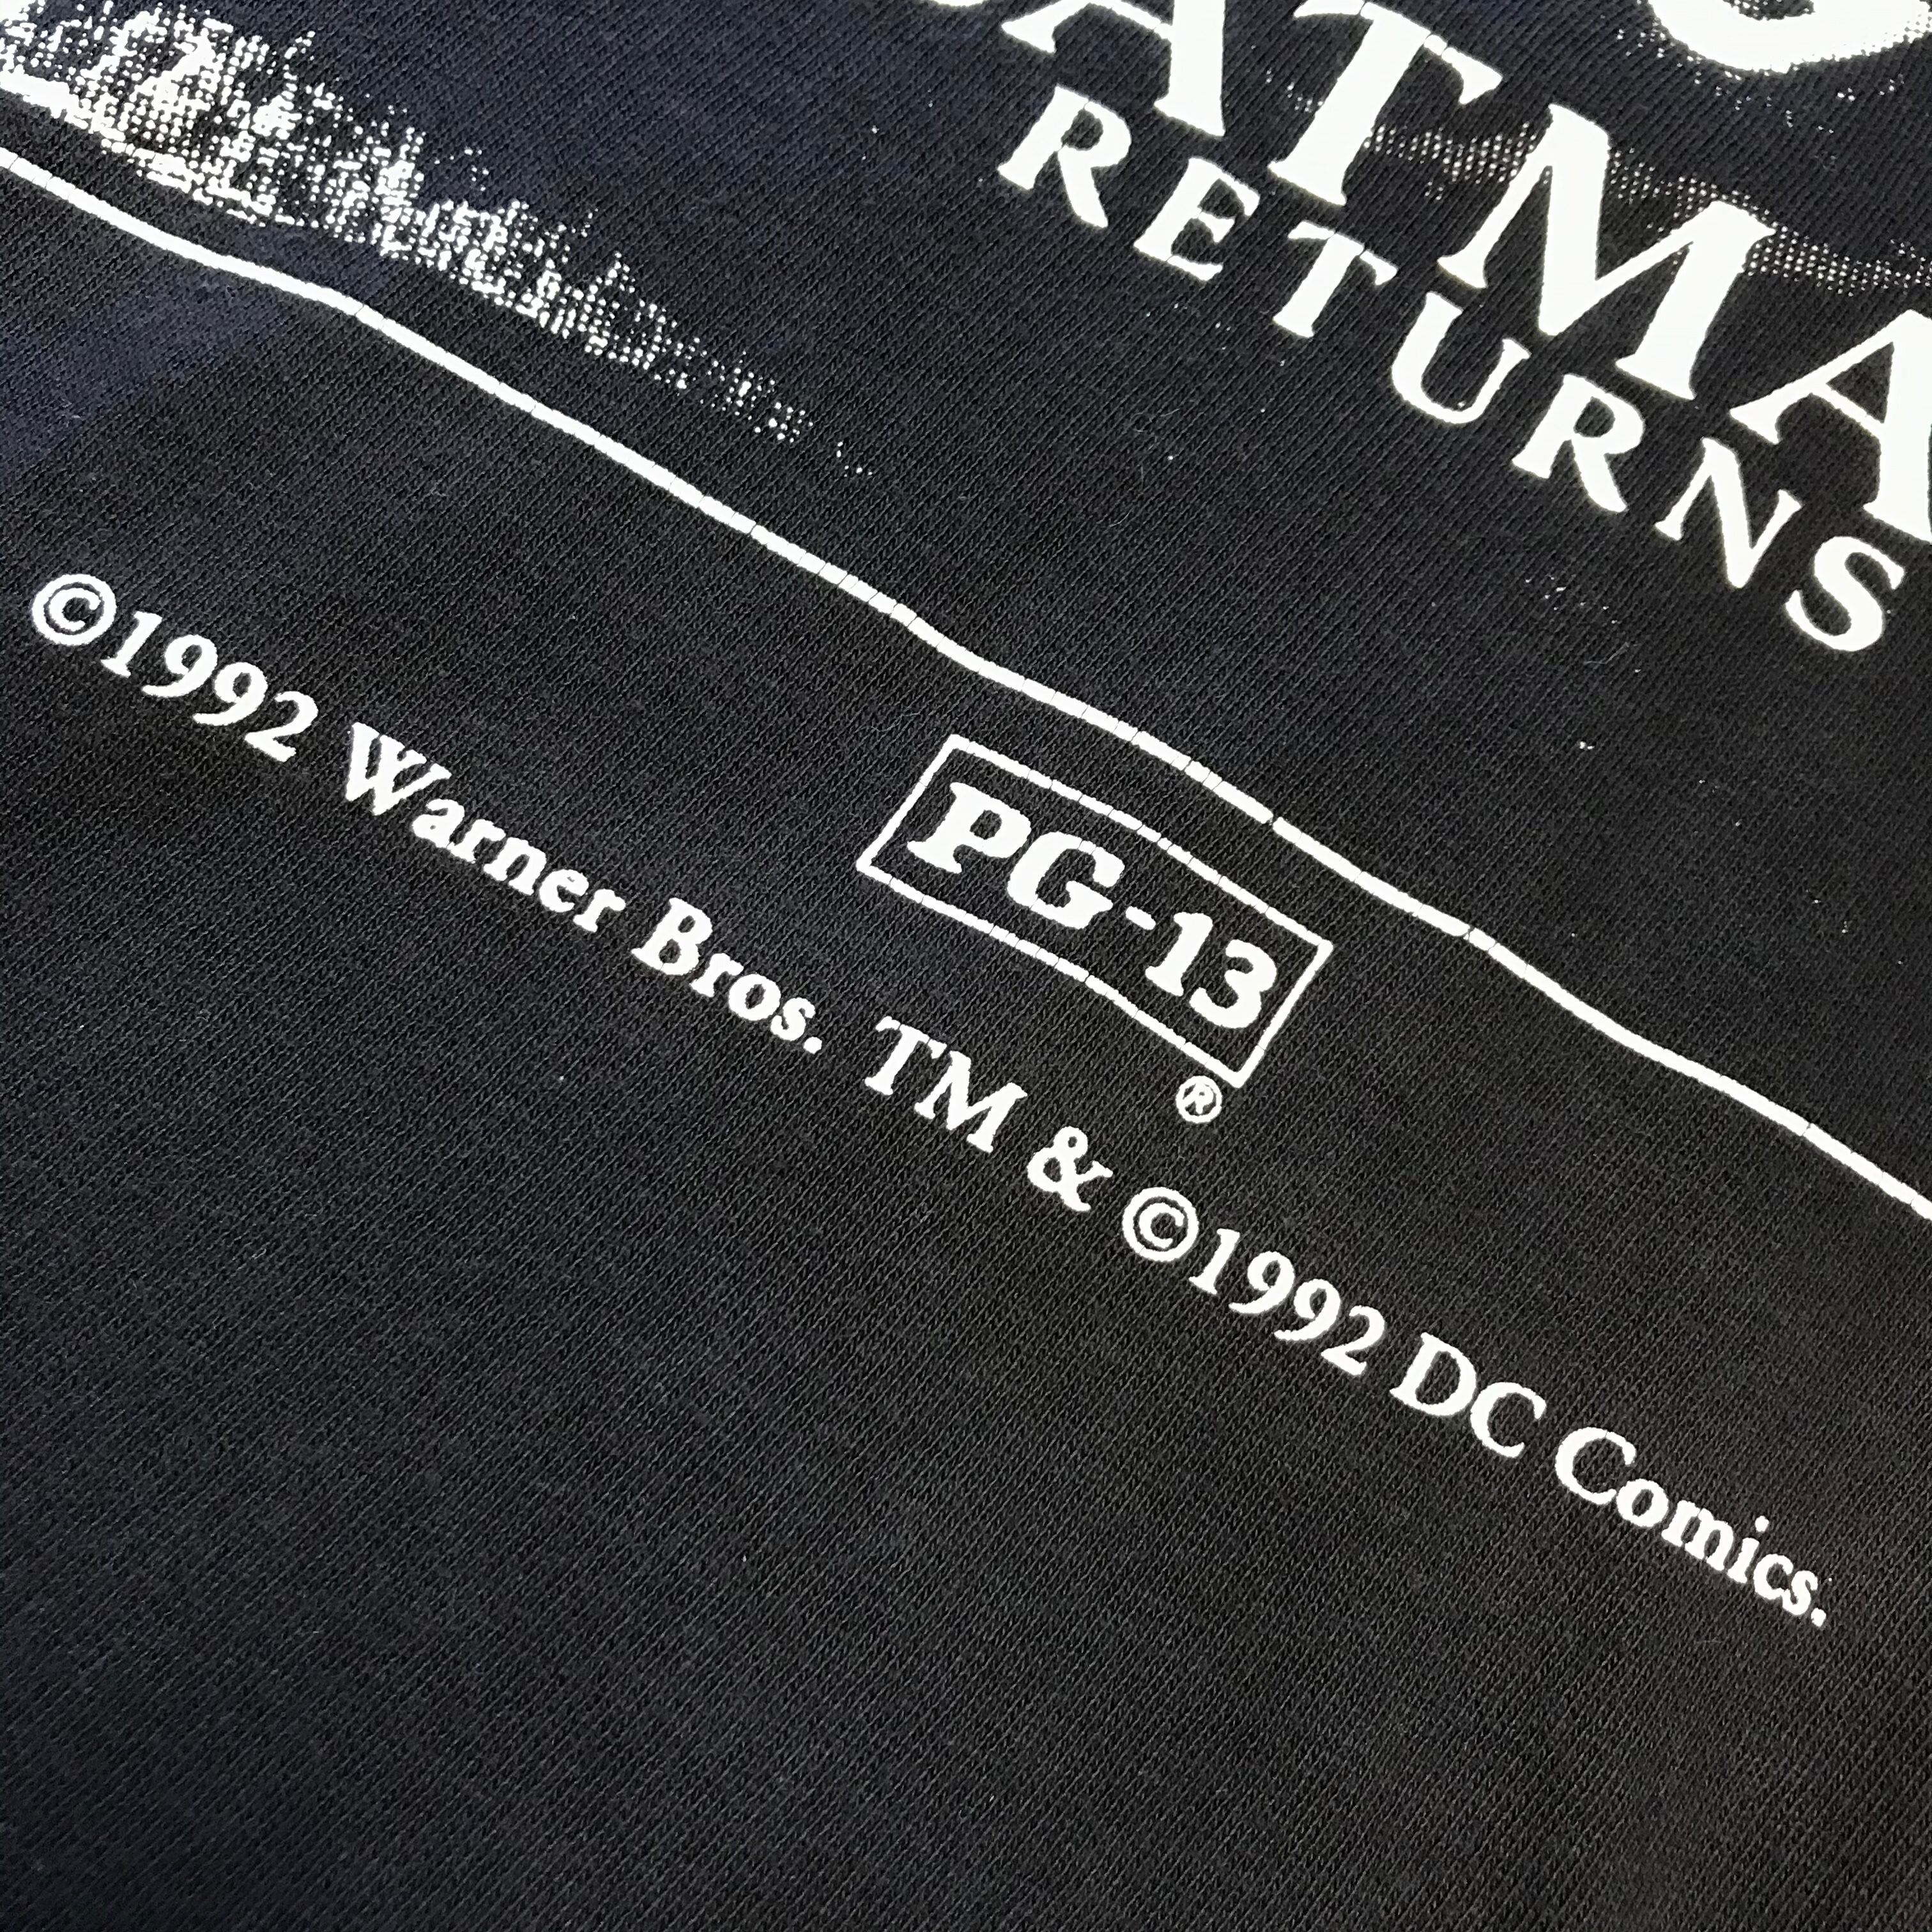 ATMA
RETURNS
PG-13
®
©1992 Warner Bros. TM & ©1992 DC Comics.